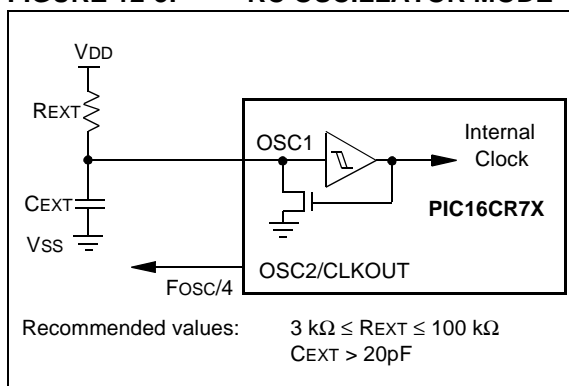 FIGURE 12-3: RC OSCILLATOR MODE
VDD
REXT
OSC1
Internal
Clock
CEXT
PIC16CR7X
VSS
OSC2/CLKOUT
FOSC/4
Recommended values: 3 kΩ ≤ REXT ≤ 100 kΩ
CEXT > 20pF